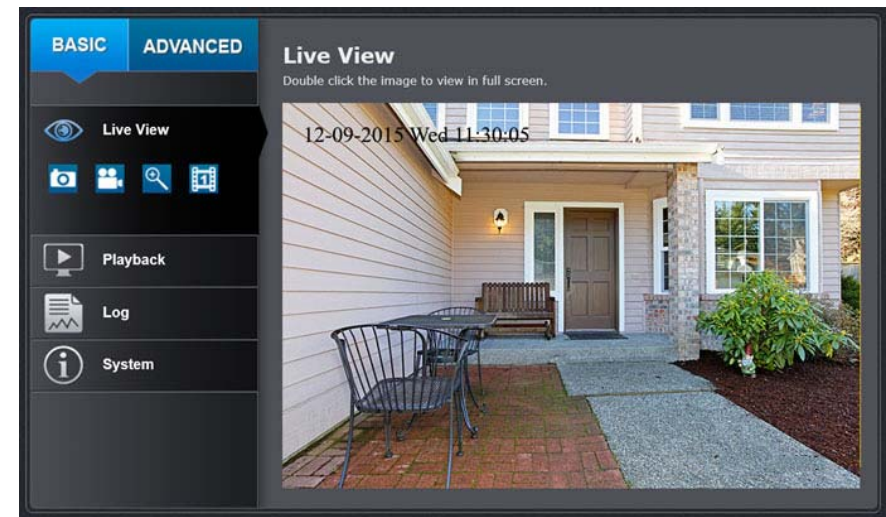 BASIC ADVANCED
Live View
Double click the image to view in full screen.
12-09-2015 Wed 11:30:05
Live View
1
Playback
Log
System